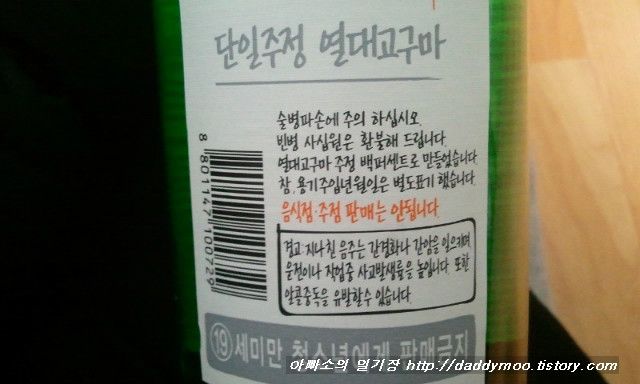 단일주정 열대고구마
술병파손에 주의 하십시오.
빈병 사십원은 환불해 드립니다.
열대고구마 주정 백퍼센트로 만들었습니다.
참, 용기주입년월일은 별도표기 했습니다.
음식점·주점 판매는 안됩니다.
경고:지나친 음주는 간경화나 간암을 일으키며
운전이나 작업중 사고발생률을 높입니다. 또한
알콜중독을 유발할수 있습니다.
8 801147 100729
19 세미만 청소년에게 판매금지
아빠소의 일기장 http://daddymoo.tistory.com